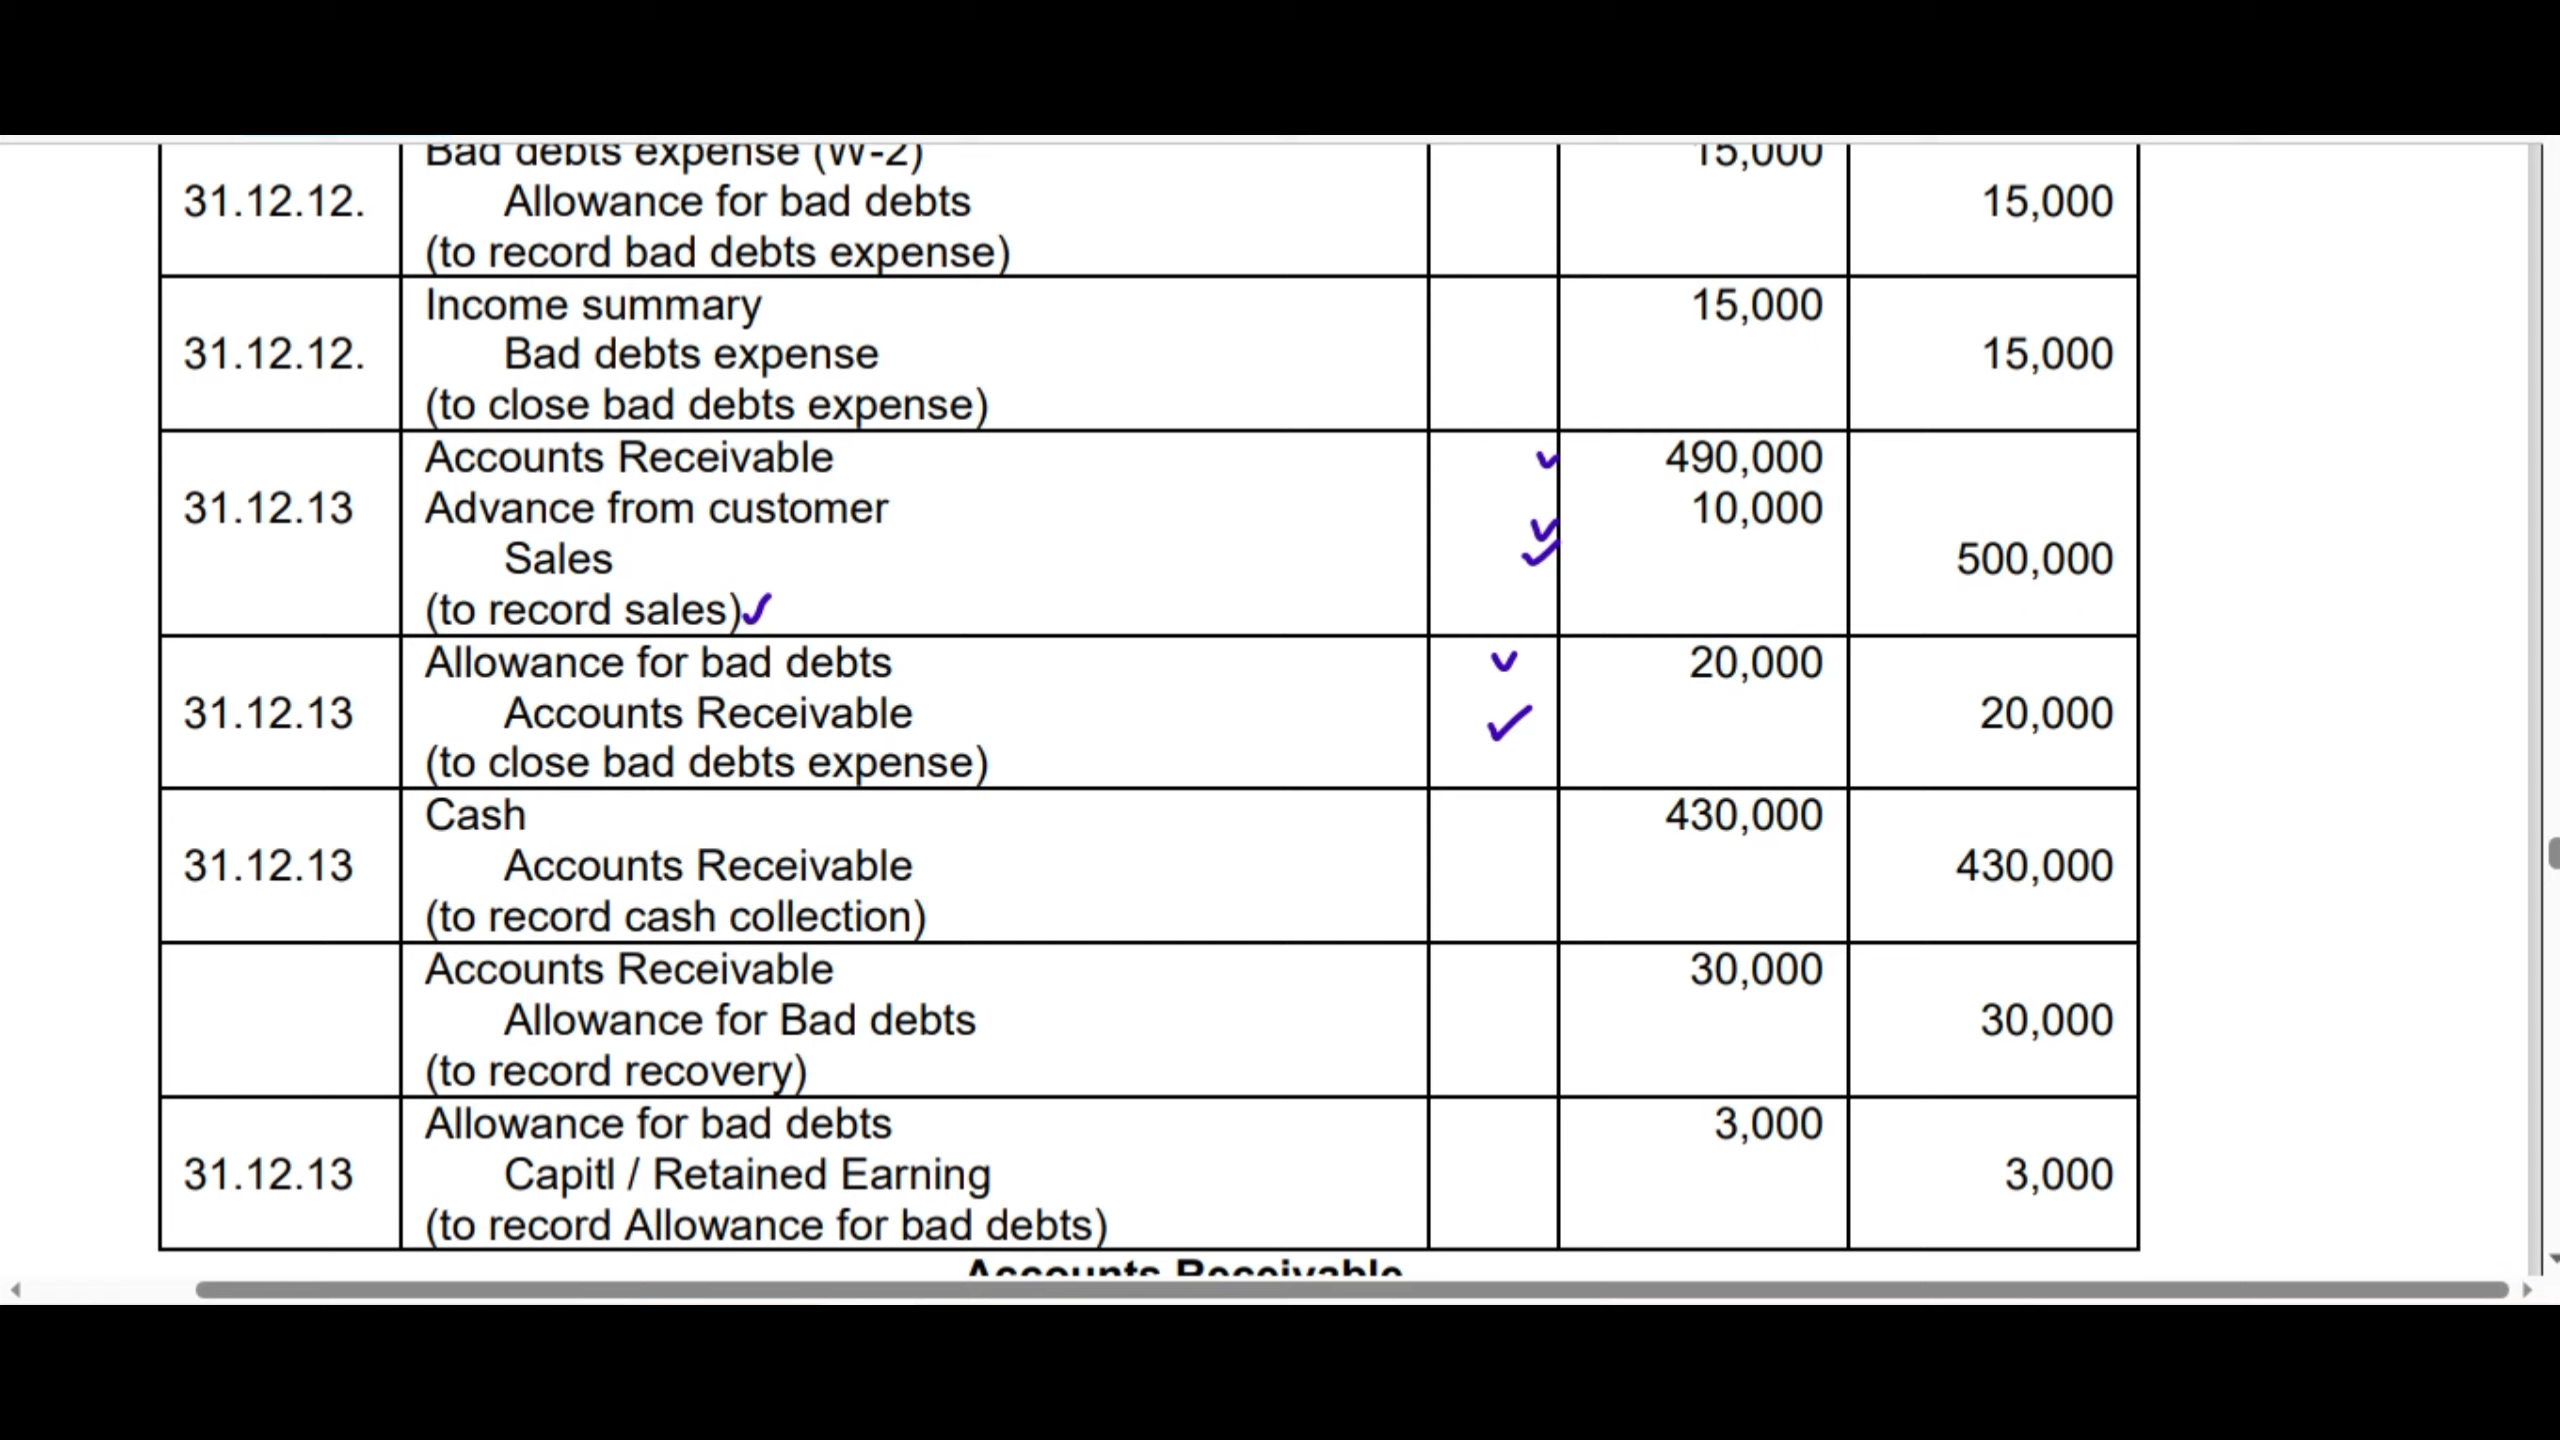 Bad debts expense (W-2) 15,000
31.12.12. Allowance for bad debts 15,000
(to record bad debts expense)
Income summary 15,000
31.12.12. Bad debts expense 15,000
(to close bad debts expense)
Accounts Receivable 490,000
31.12.13 Advance from customer 10,000
Sales 500,000
(to record sales)
Allowance for bad debts 20,000
31.12.13 Accounts Receivable 20,000
(to close bad debts expense)
Cash 430,000
31.12.13 Accounts Receivable 430,000
(to record cash collection)
Accounts Receivable 30,000
Allowance for Bad debts 30,000
(to record recovery)
Allowance for bad debts 3,000
31.12.13 Capitl / Retained Earning 3,000
(to record Allowance for bad debts)
Accounts Receivable